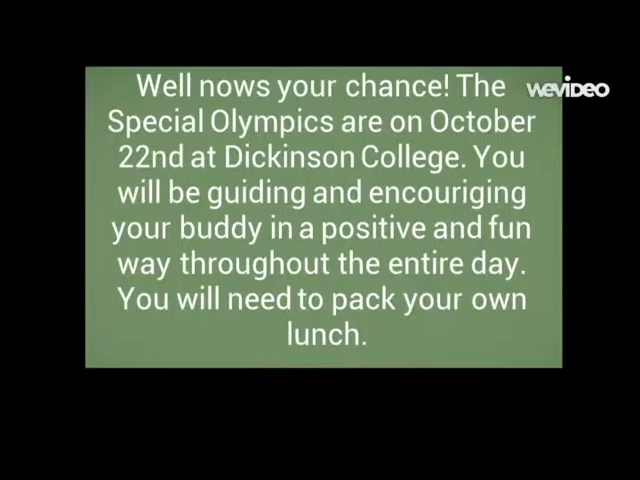 Well nows your chance! The
Special Olympics are on October
22nd at Dickinson College. You
will be guiding and encouriging
your buddy in a positive and fun
way throughout the entire day.
You will need to pack your own
lunch.
wevideo